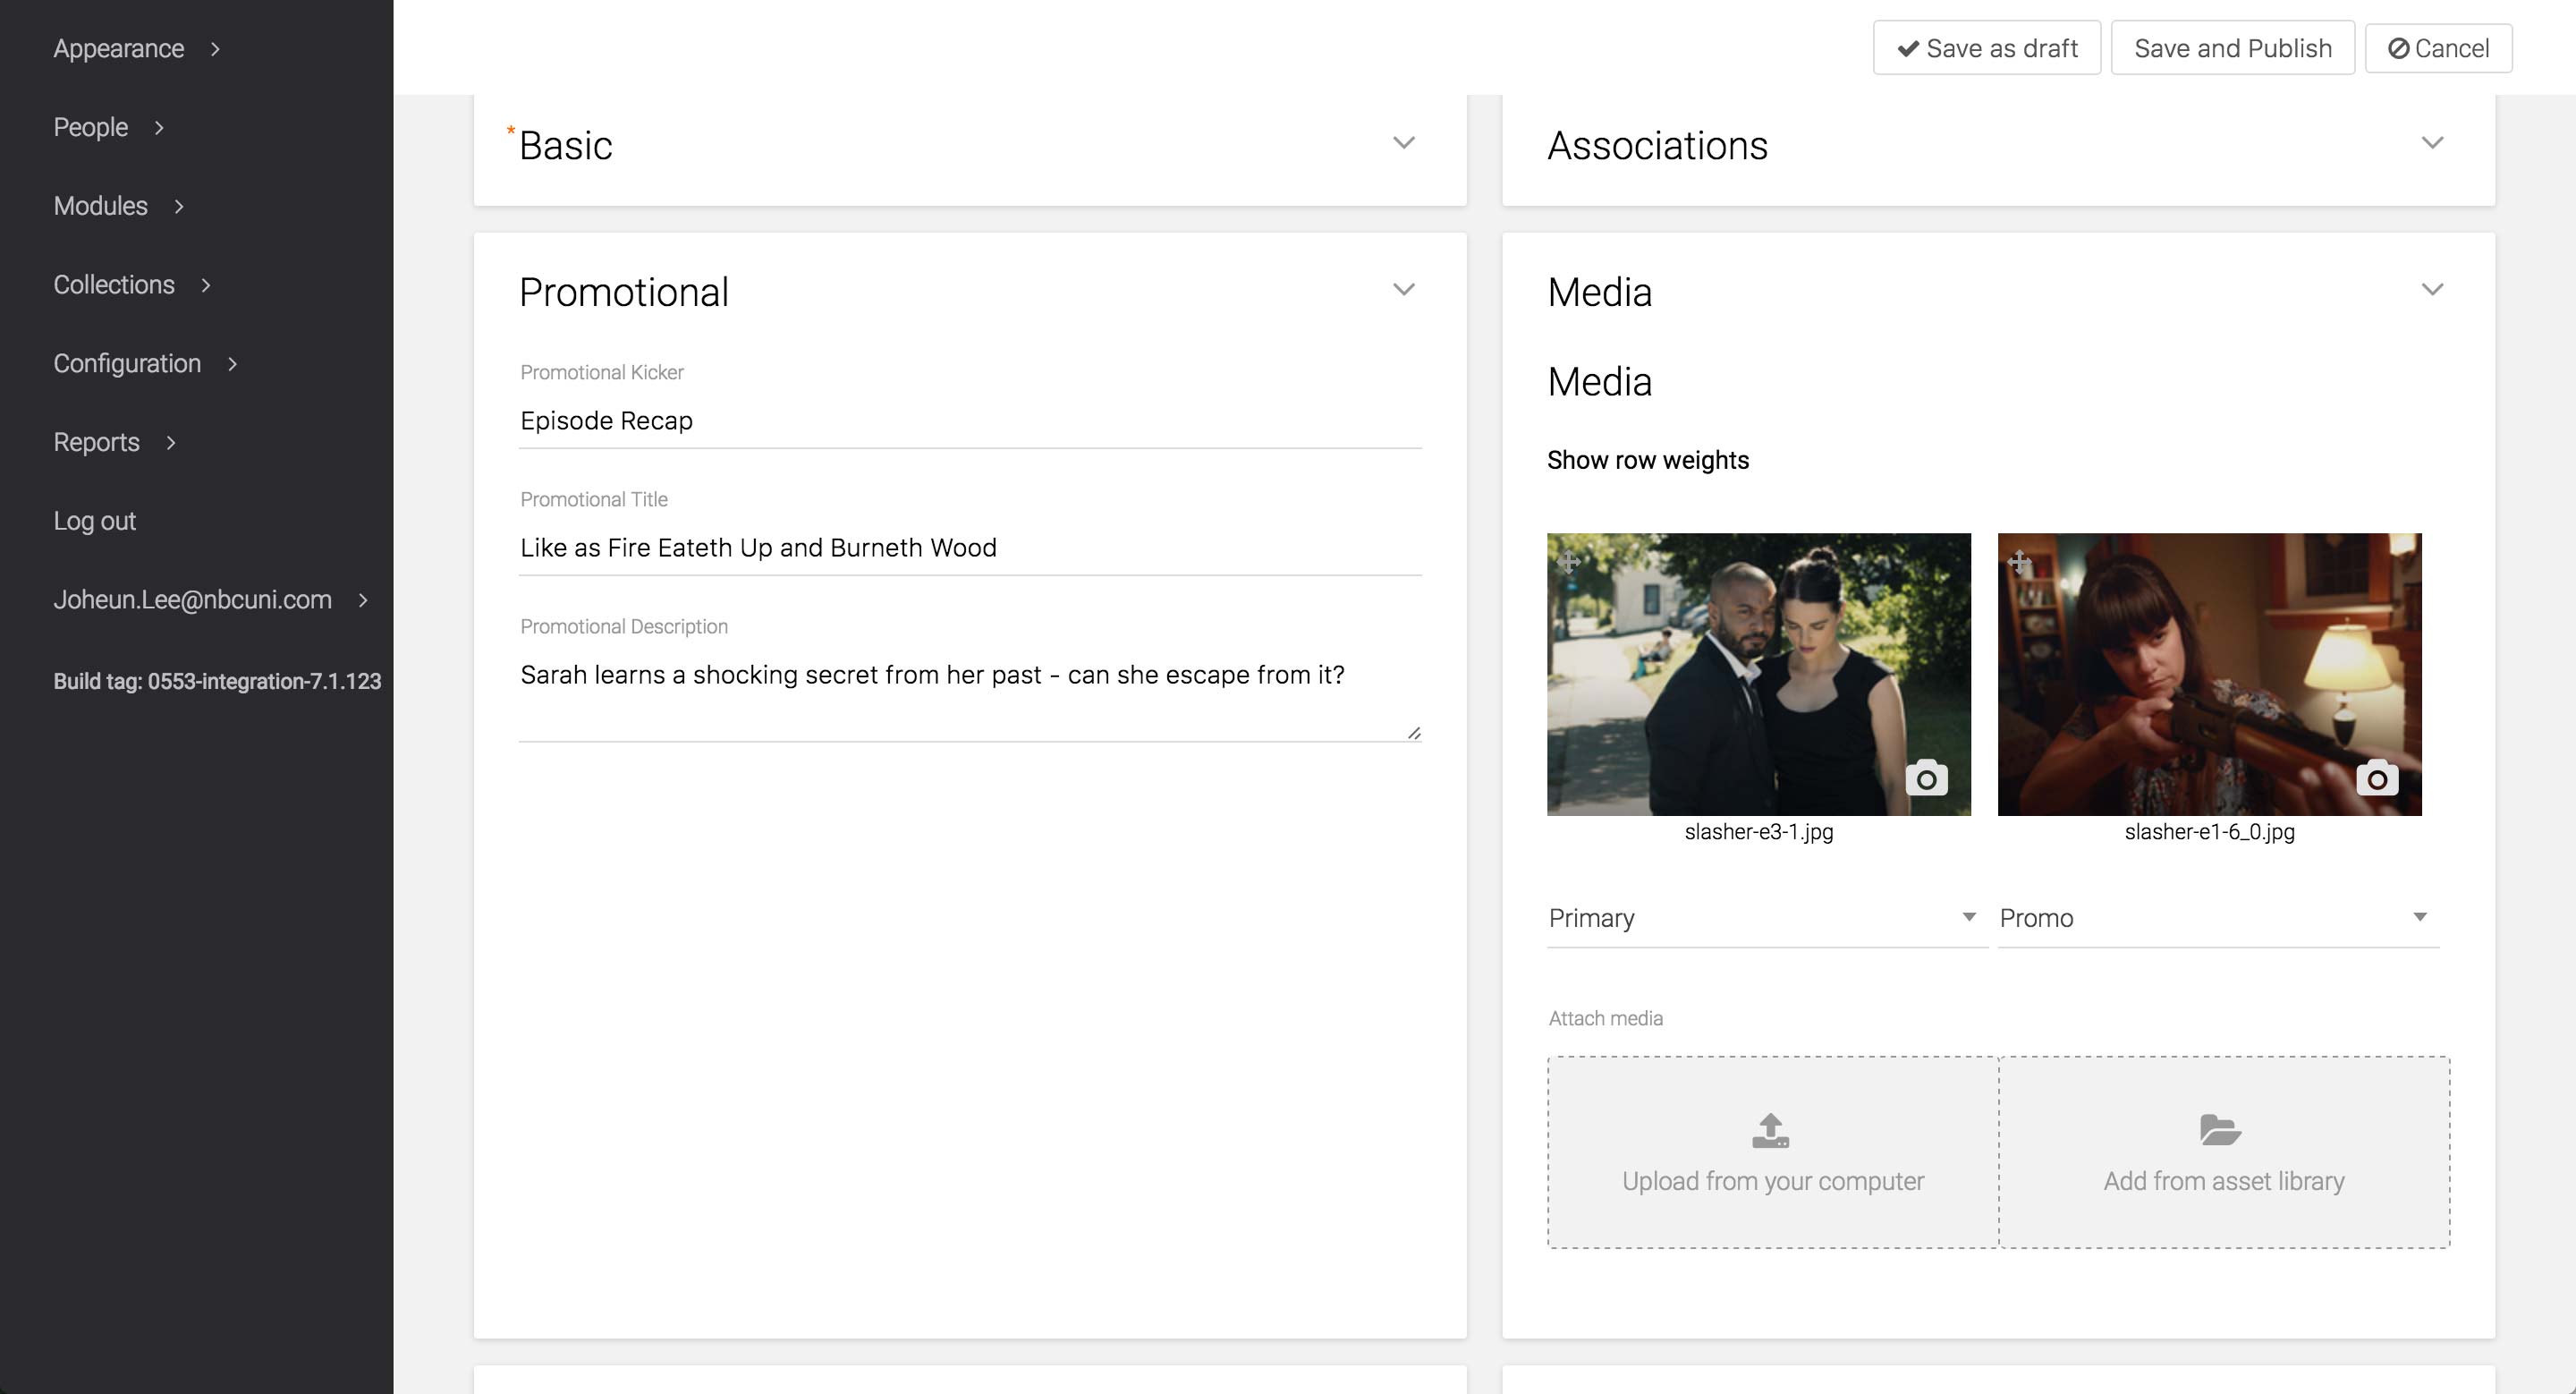 Appearance
People
Modules
Collections
Configuration
Reports
Log out
Joheun.Lee@nbcuni.com
Build tag: 0553-integration-7.1.123
Save as draft
Save and Publish
Cancel
*Basic
Associations
Promotional
Promotional Kicker
Episode Recap
Promotional Title
Like as Fire Eateth Up and Burneth Wood
Promotional Description
Sarah learns a shocking secret from her past - can she escape from it?
Media
Media
Show row weights
slasher-e3-1.jpg
slasher-e1-6_0.jpg
Primary
Promo
Attach media
Upload from your computer
Add from asset library